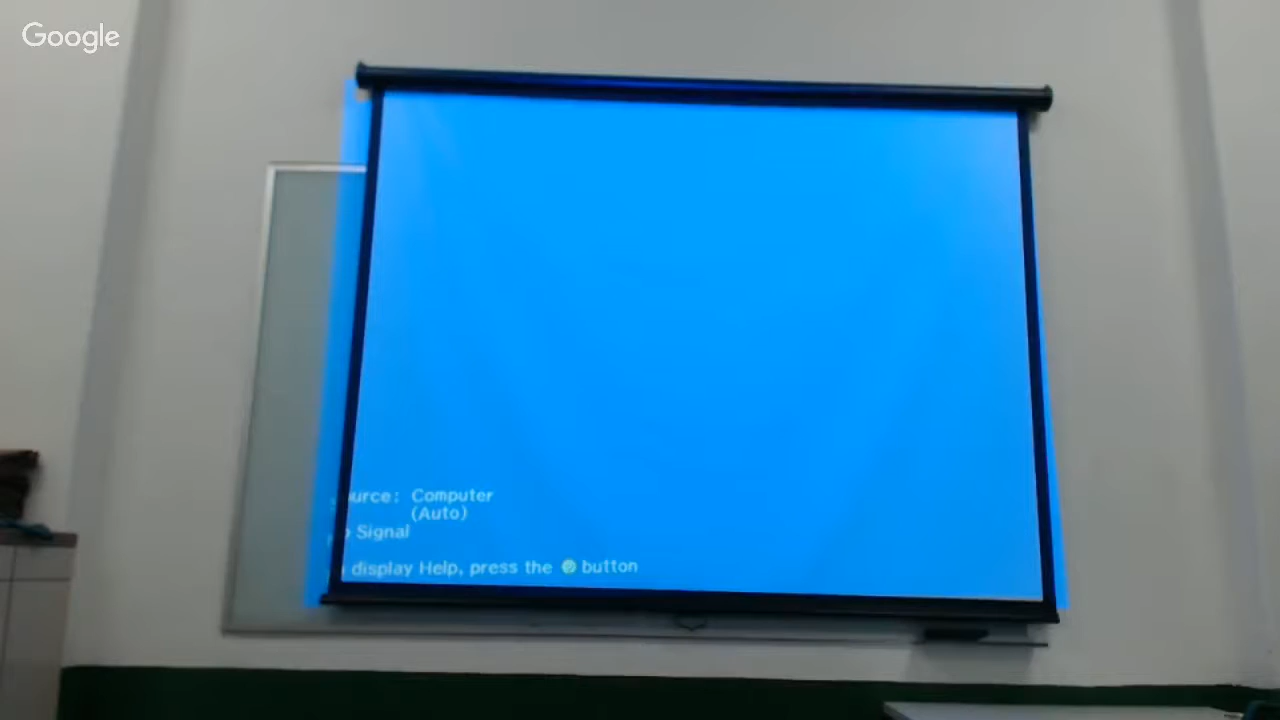 Google
urce: Computer
(Auto)
Signal
display Help, press the button